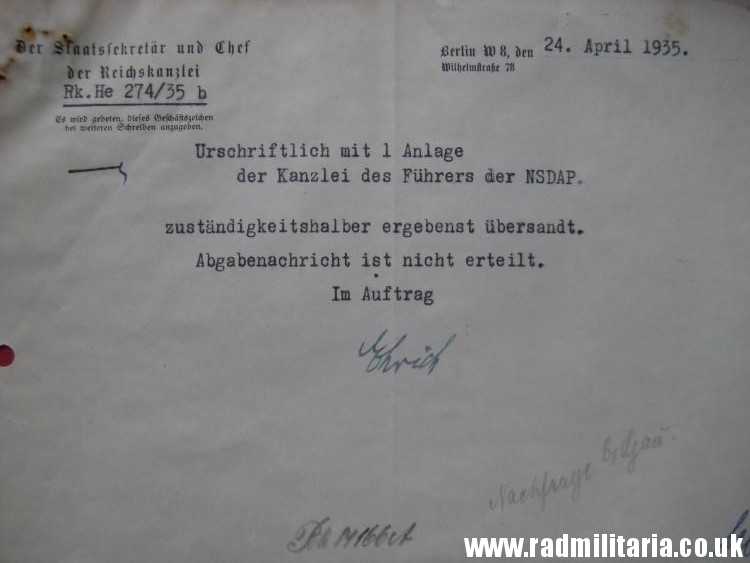 Der Staatssekretär und Chef
der Reichskanzlei
Rk.He 274/35 b
Es wird gebeten, dieses Geschäftszeichen
bei weiteren Schreiben anzugeben.
Berlin W 8, den 24. April 1935.
Wilhelmstraße 78
Urschriftlich mit 1 Anlage
der Kanzlei des Führers der NSDAP.
zuständigkeitshalber ergebenst übersandt.
Abgabenachricht ist nicht erteilt.
Im Auftrag
Nachfrage
www.radmilitaria.co.uk